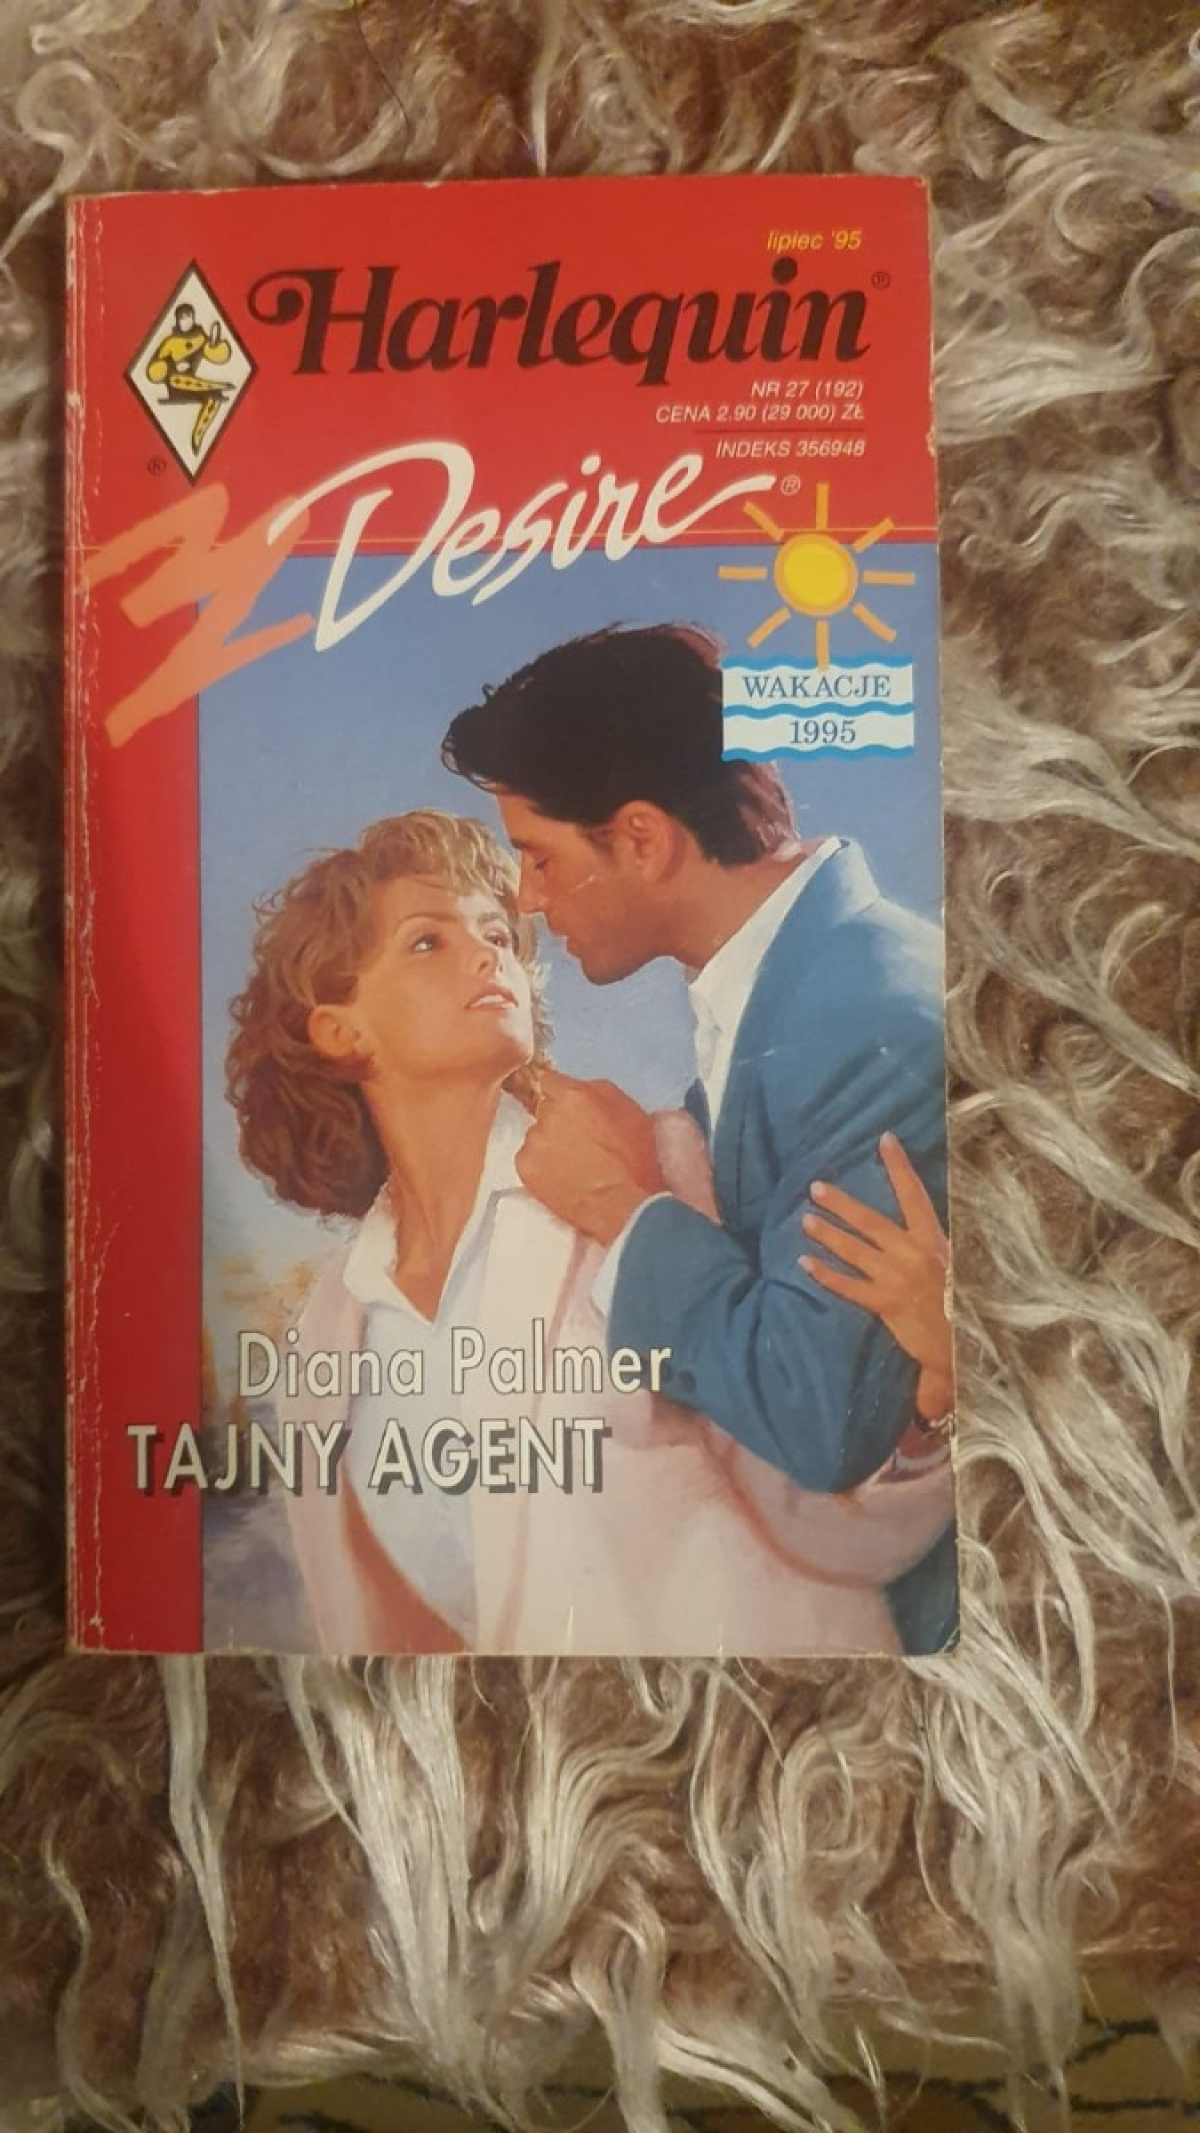 lipiec '95
Harlequin®
NR 27 (192)
CENA 2.90 (29 000) ZŁ
INDEKS 356948
®
Desire®
WAKACJE
1995
Diana Palmer
TAJNY AGENT